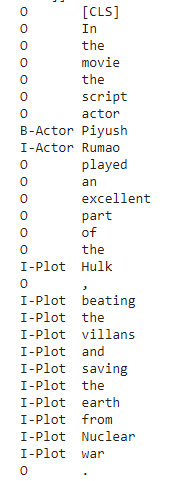 O [CLS]
O In
O the
O movie
O the
O script
O actor
B-Actor Piyush
I-Actor Rumao
O played
O an
O excellent
O part
O of
O the
I-Plot Hulk
O ,
I-Plot beating
I-Plot the
I-Plot villans
I-Plot and
I-Plot saving
I-Plot the
I-Plot earth
I-Plot from
I-Plot Nuclear
I-Plot war
O .